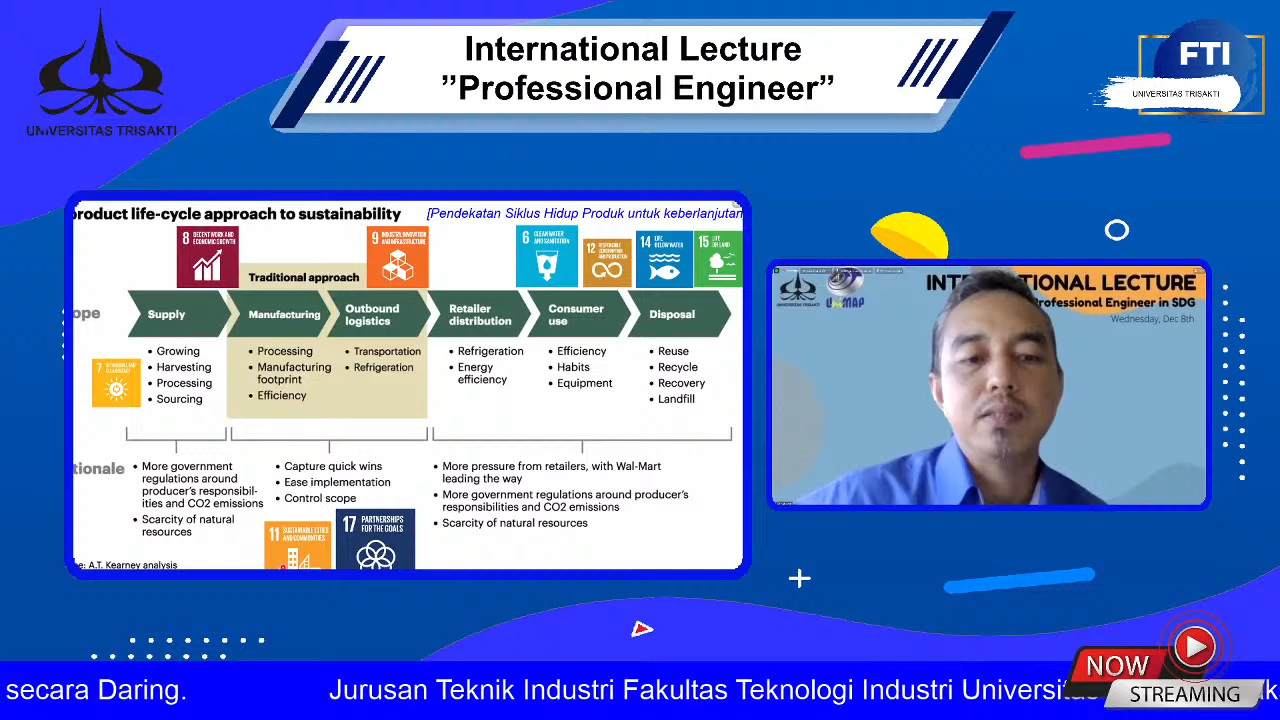 International Lecture
”Professional Engineer”
UNIVERSITAS TRISAKTI
FTI
UNIVERSITAS TRISAKTI
product life-cycle approach to sustainability
[Pendekatan Siklus Hidup Produk untuk keberlanjutan
8 DECENT WORK AND
ECONOMIC GROWTH
9 INDUSTRY, INNOVATION
AND INFRASTRUCTURE
6 CLEAN WATER
AND SANITATION
12 RESPONSIBLE
CONSUMPTION
AND PRODUCTION
14 LIFE
BELOW WATER
15 LIFE
ON LAND
Traditional approach
ope
Supply
Manufacturing
Outbound
logistics
Retailer
distribution
Consumer
use
Disposal
7 AFFORDABLE AND
CLEAN ENERGY
• Growing
• Harvesting
• Processing
• Sourcing
• Processing
• Manufacturing
footprint
• Efficiency
• Transportation
• Refrigeration
• Refrigeration
• Energy
efficiency
• Efficiency
• Habits
• Equipment
• Reuse
• Recycle
• Recovery
• Landfill
tionale
• More government
regulations around
producer's responsibil-
ities and CO2 emissions
• Scarcity of natural
resources
• Capture quick wins
• Ease implementation
• Control scope
• More pressure from retailers, with Wal-Mart
leading the way
• More government regulations around producer's
responsibilities and CO2 emissions
• Scarcity of natural resources
11 SUSTAINABLE CITIES
AND COMMUNITIES
17 PARTNERSHIPS
FOR THE GOALS
e: A.T. Kearney analysis
UniMAP
INTERNATIONAL LECTURE
Professional Engineer in SDG
Wednesday, Dec 8th
secara Daring. Jurusan Teknik Industri Fakultas Teknologi Industri Universitas
NOW
STREAMING